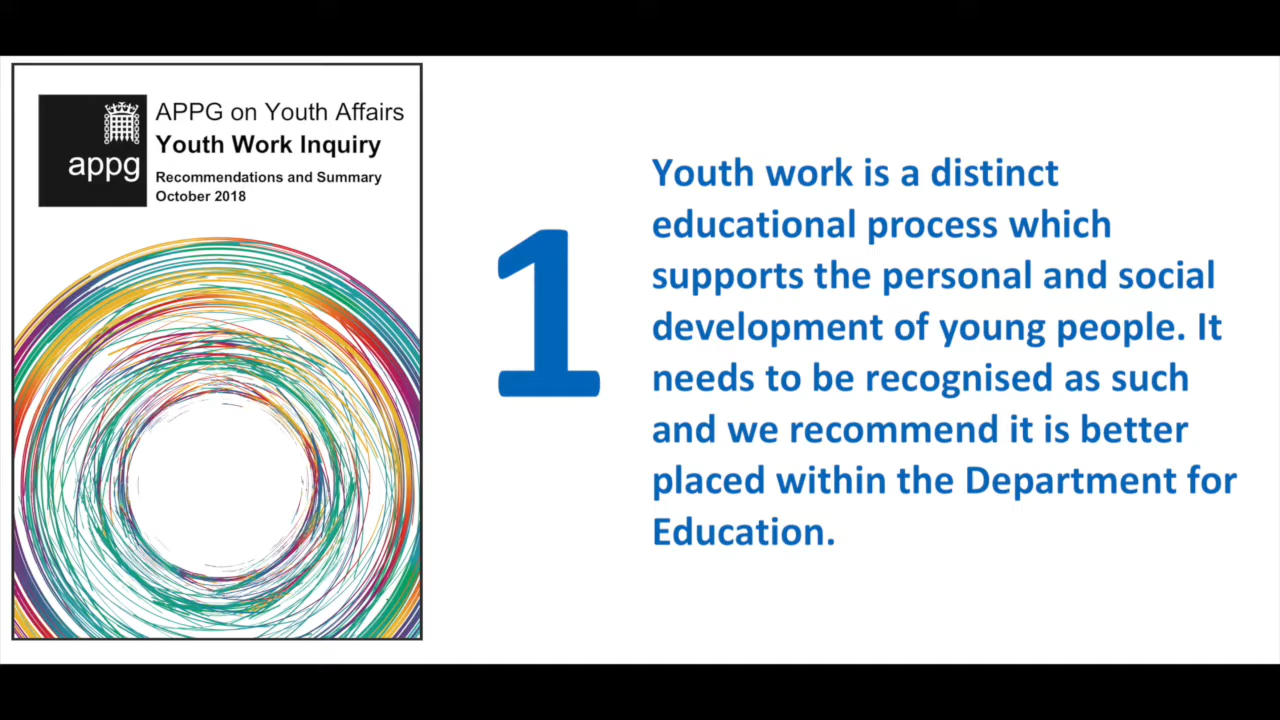 appg
APPG on Youth Affairs
Youth Work Inquiry
Recommendations and Summary
October 2018
1
Youth work is a distinct
educational process which
supports the personal and social
development of young people. It
needs to be recognised as such
and we recommend it is better
placed within the Department for
Education.